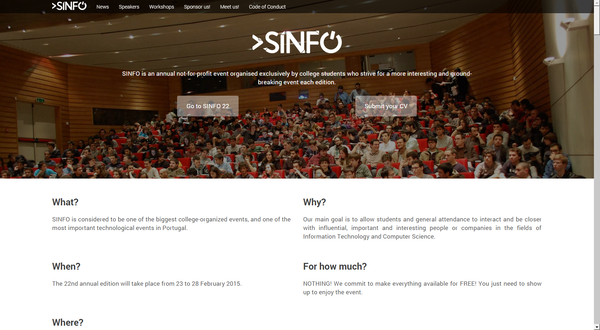 >SINFO News Speakers Workshops Sponsor us! Meet us! Code of Conduct
>SINFO
SINFO is an annual not-for-profit event organised exclusively by college students who strive for a more interesting and ground-
breaking event each edition.
Go to SINFO 22 Submit your CV
What?
SINFO is considered to be one of the biggest college-organized events, and one of the
most important technological events in Portugal.
Why?
Our main goal is to allow students and general attendance to interact and be closer
with influential, important and interesting people or companies in the fields of
Information Technology and Computer Science.
When?
The 22nd annual edition will take place from 23 to 28 February 2015.
For how much?
NOTHING! We commit to make everything available for FREE! You just need to show
up to enjoy the event.
Where?